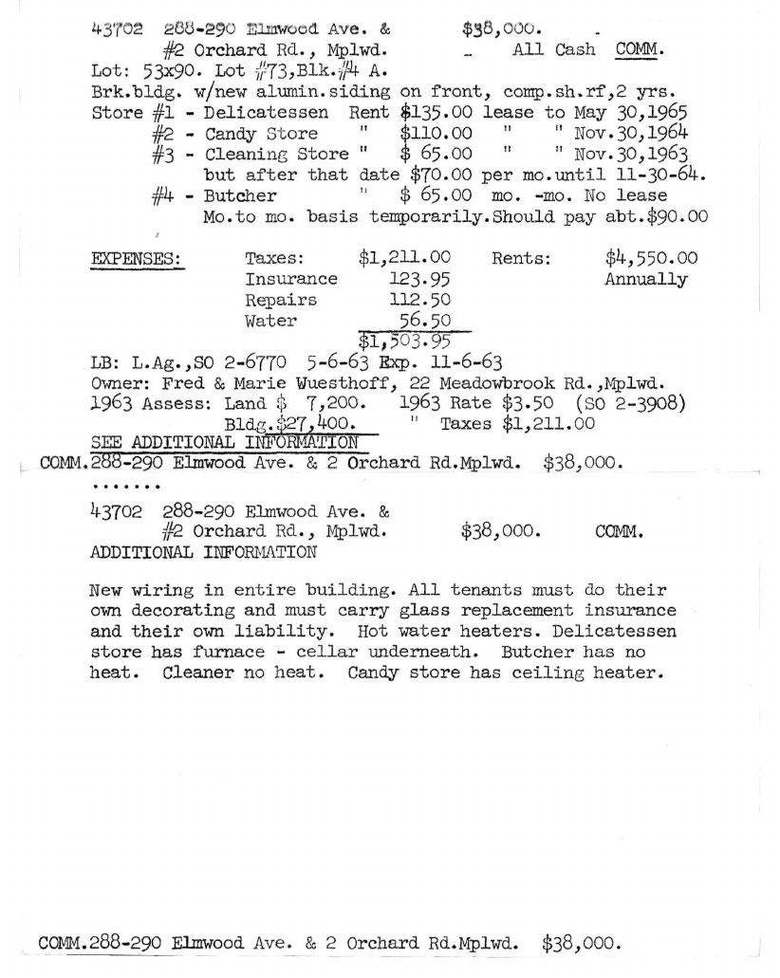 43702 288-290 Elmwood Ave. & $38,000.
#2 Orchard Rd., Mplwd. All Cash COMM.
Lot: 53x90. Lot #73,Blk.#4 A.
Brk.bldg. w/new alumin.siding on front, comp.sh.rf,2 yrs.
Store #1 - Delicatessen Rent $135.00 lease to May 30,1965
#2 - Candy Store " $110.00 " " Nov.30,1964
#3 - Cleaning Store " $ 65.00 " " Nov.30,1963
but after that date $70.00 per mo.until 11-30-64.
#4 - Butcher " $ 65.00 mo. -mo. No lease
Mo.to mo. basis temporarily.Should pay abt.$90.00
EXPENSES: Taxes: $1,211.00 Rents: $4,550.00
Insurance 123.95 Annually
Repairs 112.50
Water 56.50
$1,503.95
LB: L.Ag.,SO 2-6770 5-6-63 Exp. 11-6-63
Owner: Fred & Marie Wuesthoff, 22 Meadowbrook Rd.,Mplwd.
1963 Assess: Land $ 7,200. 1963 Rate $3.50 (SO 2-3908)
Bldg.$27,400. " Taxes $1,211.00
SEE ADDITIONAL INFORMATION
COMM.288-290 Elmwood Ave. & 2 Orchard Rd.Mplwd. $38,000.
.......
43702 288-290 Elmwood Ave. &
#2 Orchard Rd., Mplwd. $38,000. COMM.
ADDITIONAL INFORMATION
New wiring in entire building. All tenants must do their
own decorating and must carry glass replacement insurance
and their own liability. Hot water heaters. Delicatessen
store has furnace - cellar underneath. Butcher has no
heat. Cleaner no heat. Candy store has ceiling heater.
COMM.288-290 Elmwood Ave. & 2 Orchard Rd.Mplwd. $38,000.